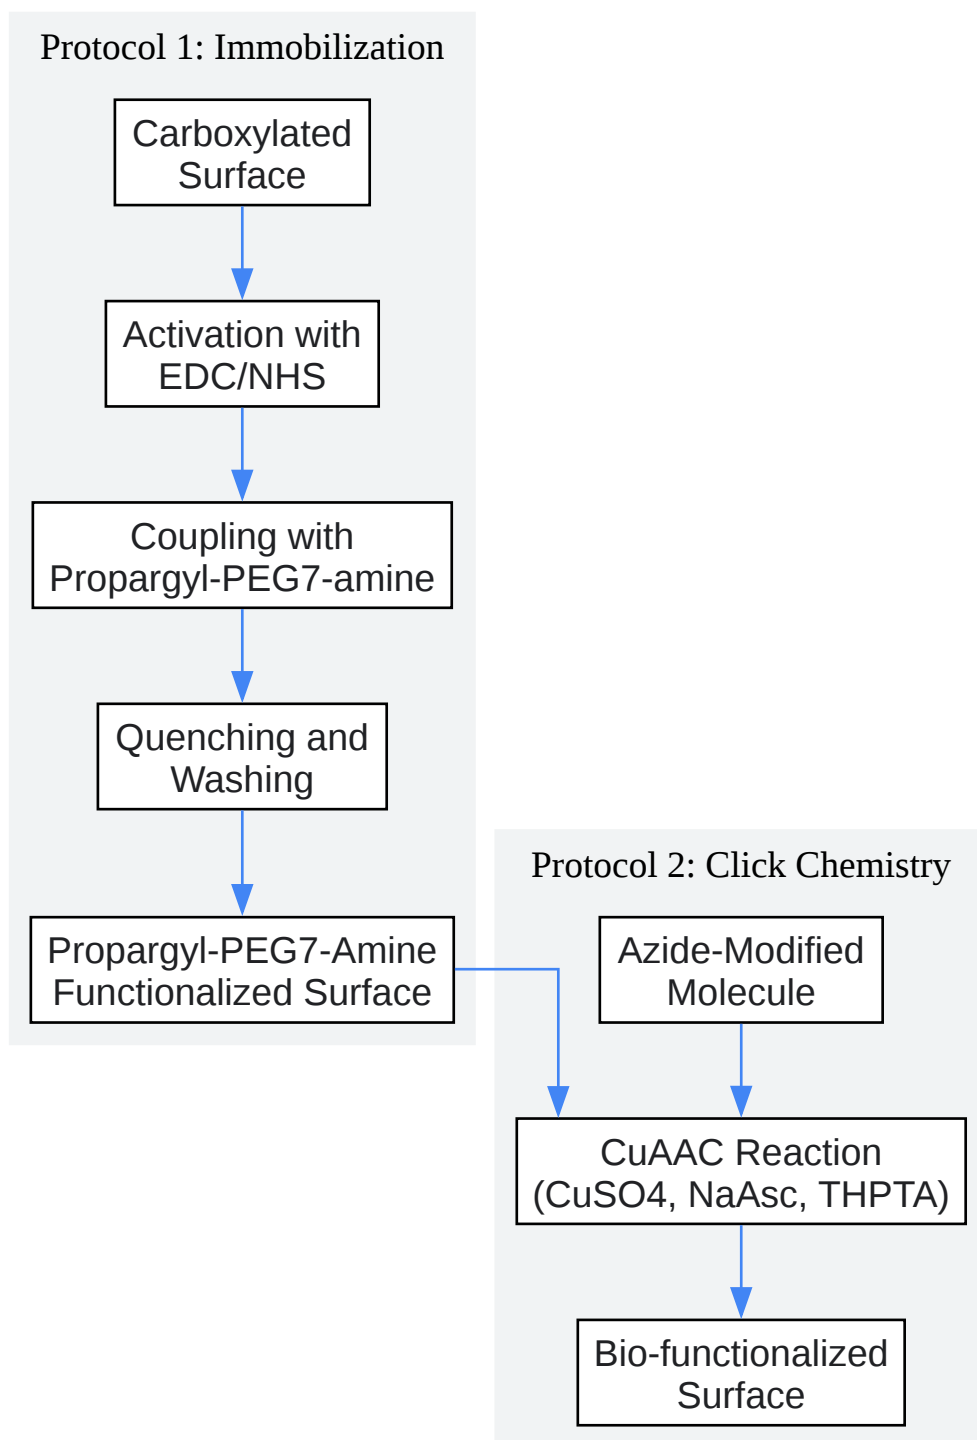 Protocol 1: Immobilization
Carboxylated
Surface
Activation with
EDC/NHS
Coupling with
Propargyl-PEG7-amine
Quenching and
Washing
Propargyl-PEG7-Amine
Functionalized Surface
Protocol 2: Click Chemistry
Azide-Modified
Molecule
CuAAC Reaction
(CuSO4, NaAsc, THPTA)
Bio-functionalized
Surface